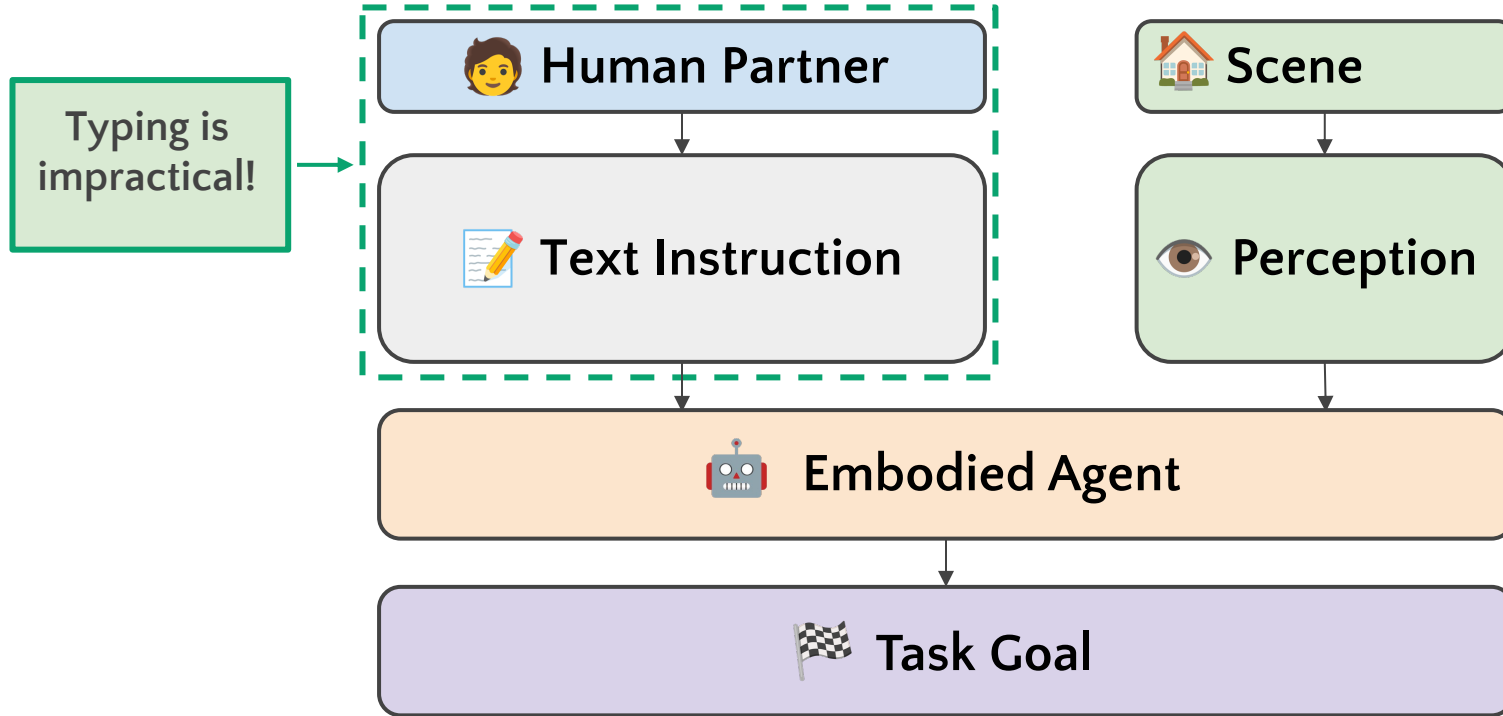 Human Partner
Scene
Typing is
impractical!
Text Instruction
Perception
Embodied Agent
Task Goal